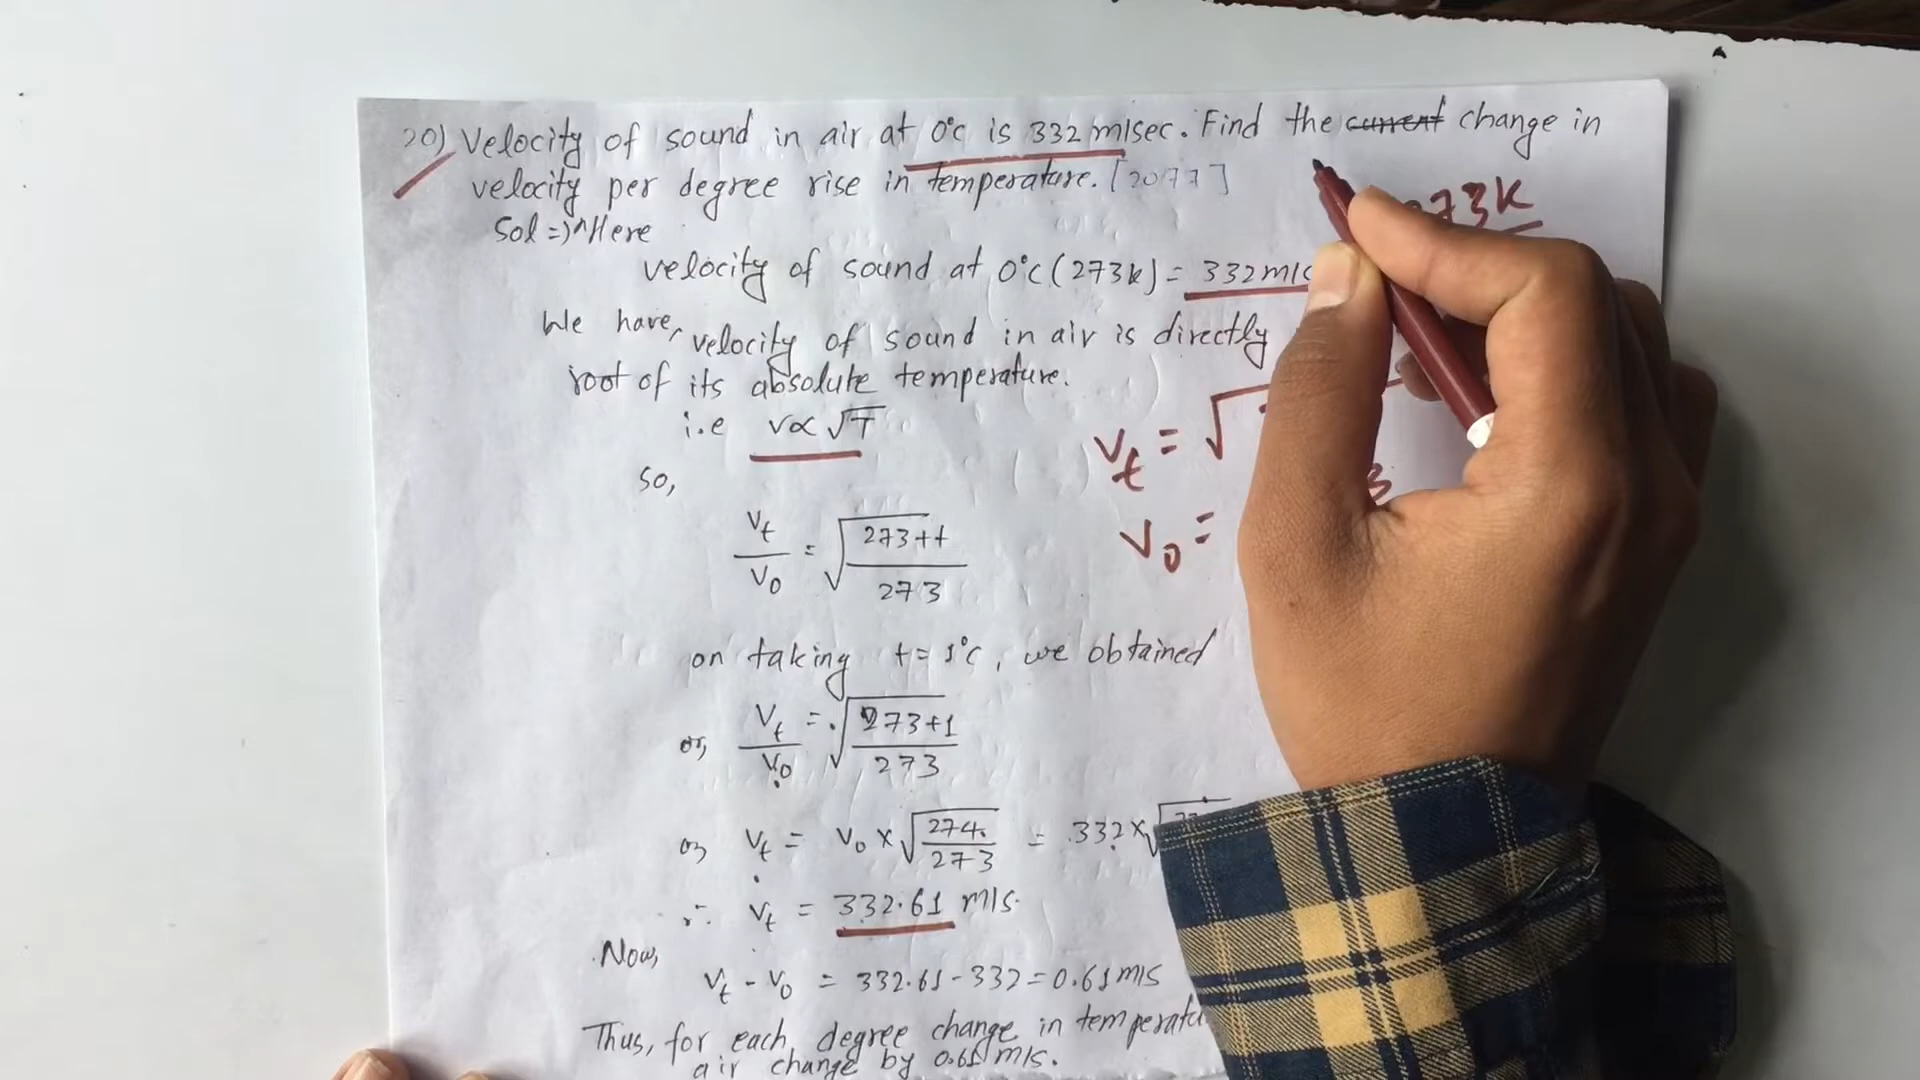 20) Velocity of sound in air at 0°c is 332 m/sec. Find the current change in
velocity per degree rise in temperature. [2077]
Sol =) Here
273K
velocity of sound at 0°c (273k) = 332m/s
We have, velocity of sound in air is directly
root of its absolute temperature.
i.e v∝ √T
Vt = √
so,
V0 =
Vt/V0 = √(273+t/273)
on taking t = 1°c, we obtained
or, Vt/V0 = √(273+1/273)
or Vt = V0 x √(274/273) = 332 x √
∴ Vt = 332.61 m/s.
Now,
Vt - V0 = 332.61 - 332 = 0.61 m/s
Thus, for each degree change in
air change by 0.61 m/s.